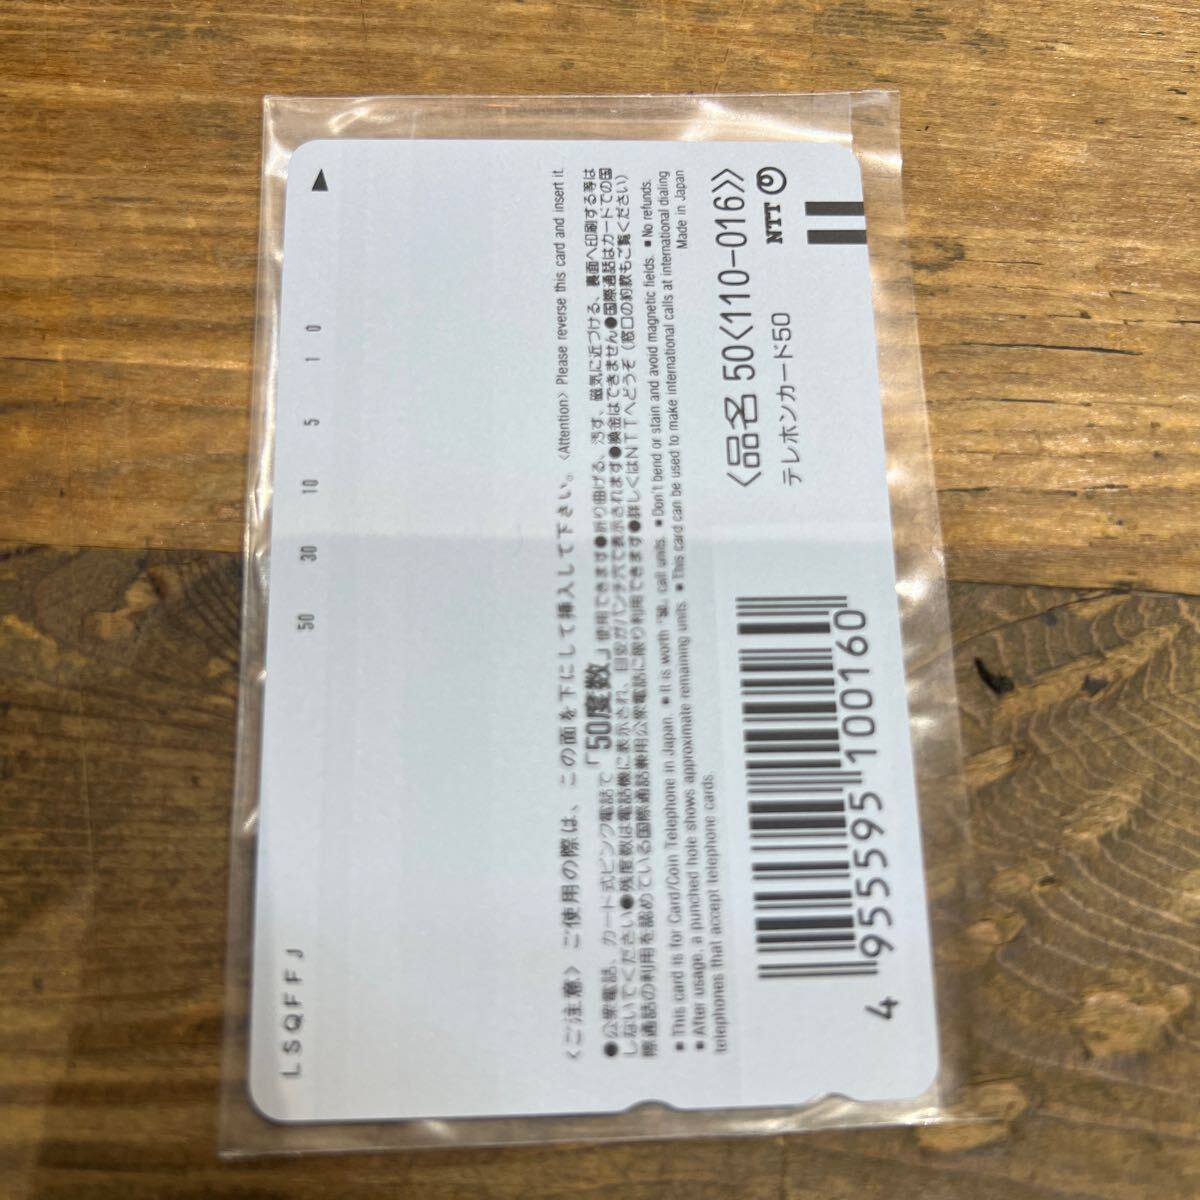 LSQFFJ
50 30 10 5 1 0
〈ご注意〉 ご使用の際は、この面を下にして挿入して下さい。 〈Attention〉 Please reverse this card and insert it.
●公衆電話、カード式ピンク電話で「50度数」使用できます●折り曲げる、汚す、磁気に近づける、裏面へ印刷する等は
しないでください●残度数は電話機に表示され、目安がパンチ穴で表示されます●換金はできません●国際通話はカードでの国
際通話の利用を認めている国際通話兼用公衆電話に限り利用できます●詳しくはNTTへどうぞ（窓口の約款もご覧ください）
■This card is for Card/Coin Telephone in Japan. ■It is worth "50" call units. ■Don't bend or stain and avoid magnetic fields. ■No refunds.
■After usage, a punched hole shows approximate remaining units. ■This card can be used to make international calls at international dialing
telephones that accept telephone cards. Made in Japan
〈品名 50〈110-016〉〉
NTT
テレホンカード50
4 955595 100160